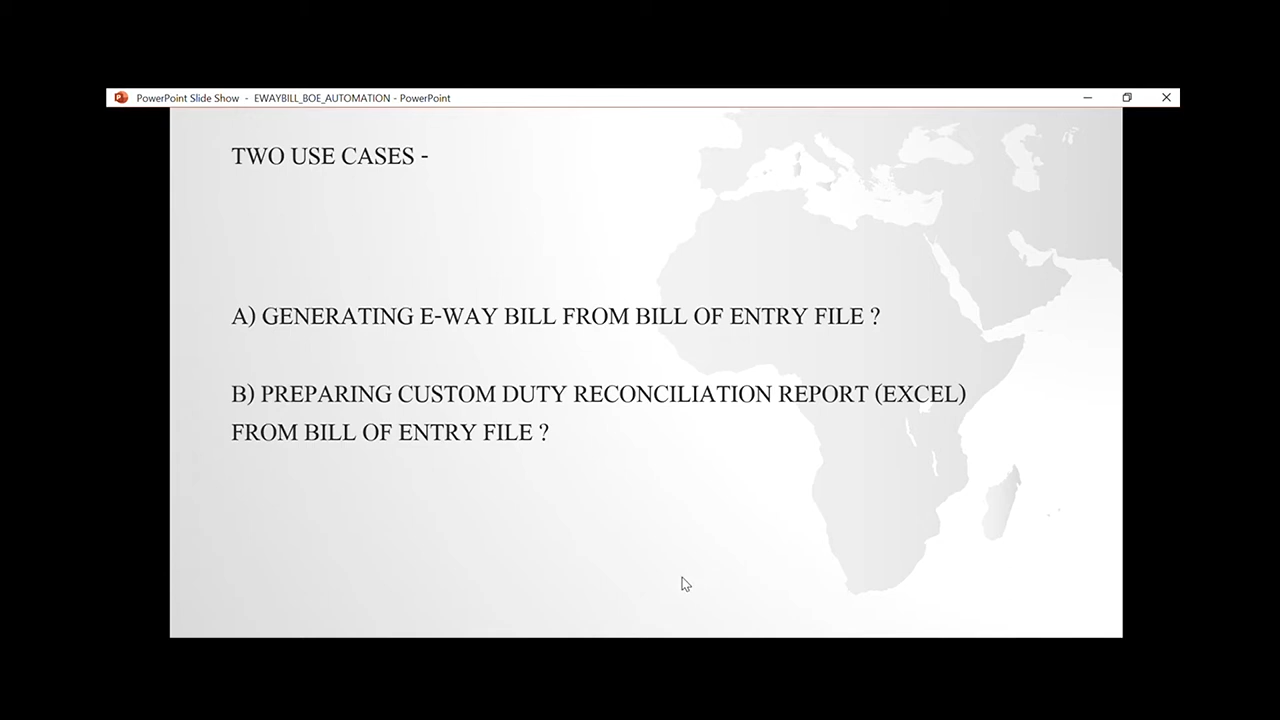 PowerPoint Slide Show - EWAYBILL_BOE_AUTOMATION - PowerPoint
TWO USE CASES -
A) GENERATING E-WAY BILL FROM BILL OF ENTRY FILE ?
B) PREPARING CUSTOM DUTY RECONCILIATION REPORT (EXCEL)
FROM BILL OF ENTRY FILE ?